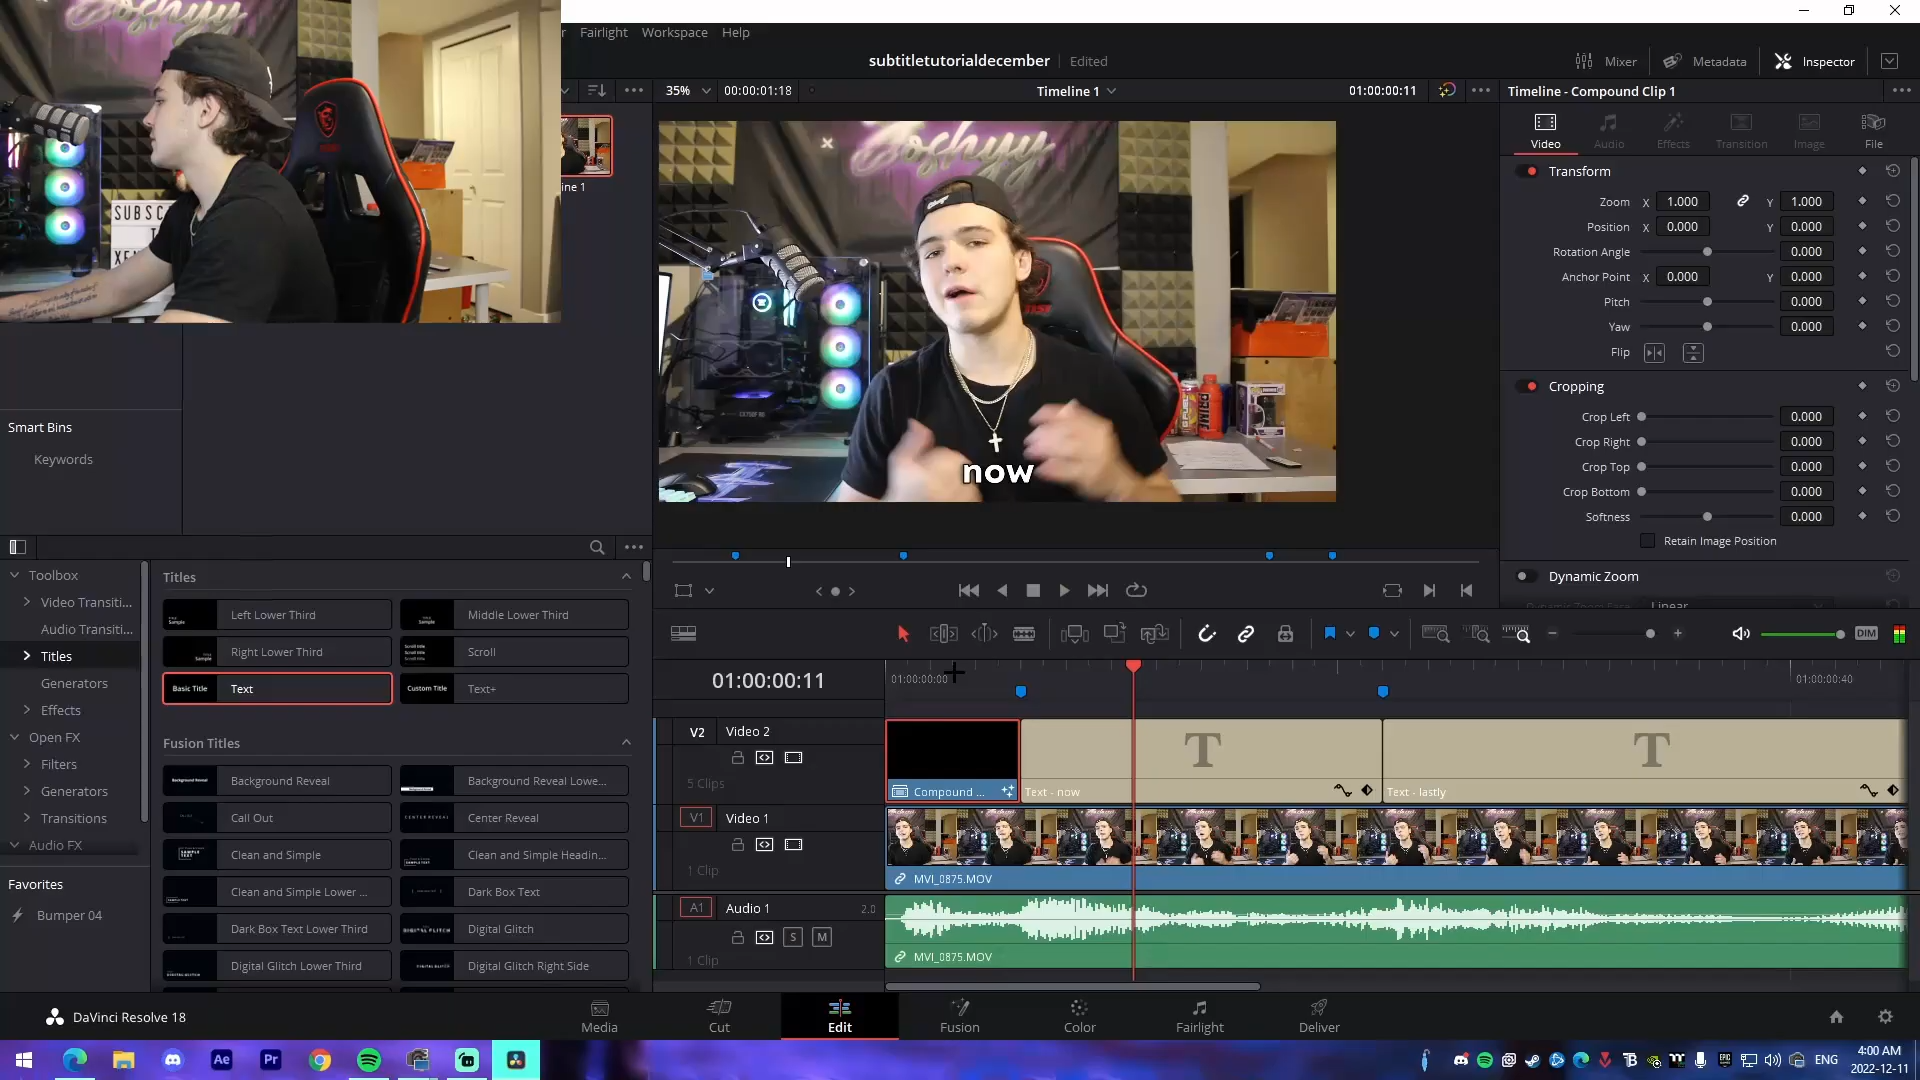 Joshyy
SUBSC
Fairlight
Workspace
Help
subtitletutorialdecember
Edited
Mixer
Metadata
Inspector
35%
00:00:01:18
Timeline 1
01:00:00:11
Timeline - Compound Clip 1
ine 1
Joshyy
now
Video
Audio
Effects
Transition
Image
File
Transform
Zoom X 1.000 Y 1.000
Position X 0.000 Y 0.000
Rotation Angle 0.000
Anchor Point X 0.000 Y 0.000
Pitch 0.000
Yaw 0.000
Flip
Cropping
Crop Left 0.000
Crop Right 0.000
Crop Top 0.000
Crop Bottom 0.000
Softness 0.000
Retain Image Position
Dynamic Zoom
Linear
Smart Bins
Keywords
Toolbox
Video Transiti...
Audio Transiti...
Titles
Generators
Effects
Open FX
Filters
Generators
Transitions
Audio FX
Favorites
Bumper 04
Titles
Left Lower Third
Middle Lower Third
Right Lower Third
Scroll
Basic Title Text
Custom Title Text+
Fusion Titles
Background Reveal
Background Reveal Lowe...
Call Out
Center Reveal
Clean and Simple
Clean and Simple Headin...
Clean and Simple Lower ...
Dark Box Text
Dark Box Text Lower Third
Digital Glitch
Digital Glitch Lower Third
Digital Glitch Right Side
DIM
01:00:00:11
01:00:00:00
01:00:00:40
V2 Video 2
5 Clips
Compound ...
T
Text - now
T
Text - lastly
V1 Video 1
1 Clip
MVI_0875.MOV
A1 Audio 1 2.0
S M
1 Clip
MVI_0875.MOV
DaVinci Resolve 18
Media
Cut
Edit
Fusion
Color
Fairlight
Deliver
Ae
Pr
ENG
4:00 AM
2022-12-11